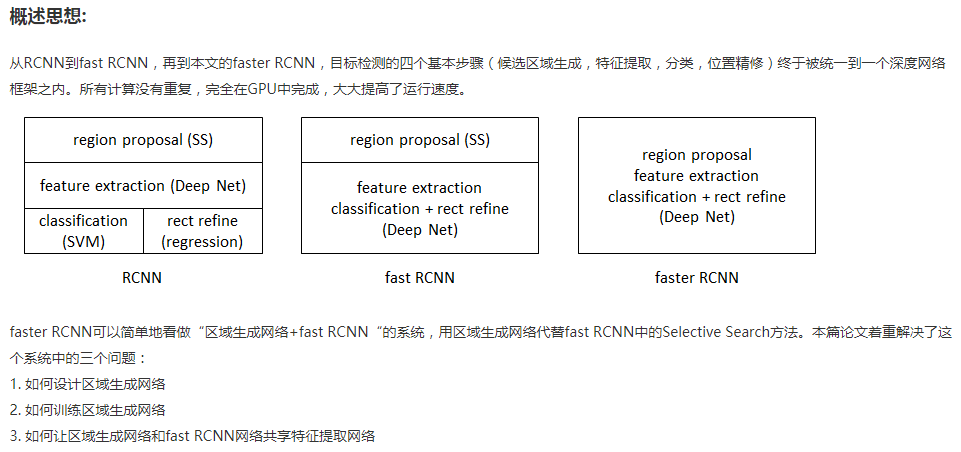 概述思想:
从RCNN到fast RCNN，再到本文的faster RCNN，目标检测的四个基本步骤（候选区域生成，特征提取，分类，位置精修）终于被统一到一个深度网络
框架之内。所有计算没有重复，完全在GPU中完成，大大提高了运行速度。
region proposal (SS)
feature extraction (Deep Net)
classification
(SVM)
rect refine
(regression)
RCNN
region proposal (SS)
feature extraction
classification + rect refine
(Deep Net)
fast RCNN
region proposal
feature extraction
classification + rect refine
(Deep Net)
faster RCNN
faster RCNN可以简单地看做“区域生成网络+fast RCNN“的系统，用区域生成网络代替fast RCNN中的Selective Search方法。本篇论文着重解决了这
个系统中的三个问题：
1. 如何设计区域生成网络
2. 如何训练区域生成网络
3. 如何让区域生成网络和fast RCNN网络共享特征提取网络